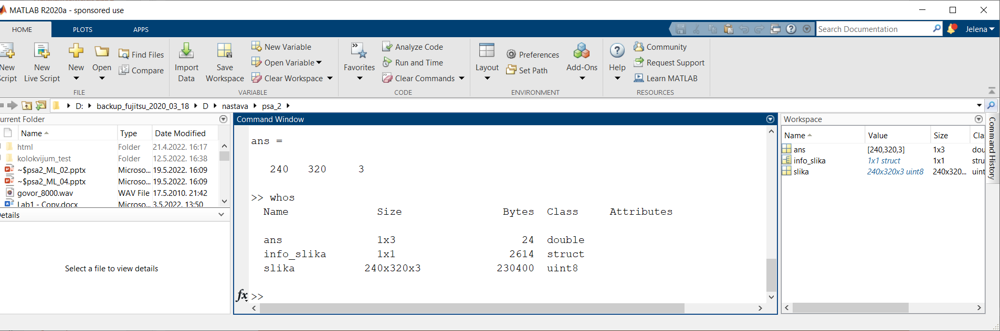 MATLAB R2020a - sponsored use
HOME PLOTS APPS
Search Documentation
Jelena
New Script
New Live Script
New
Open
Find Files
Compare
FILE
Import Data
Save Workspace
New Variable
Open Variable
Clear Workspace
VARIABLE
Favorites
Analyze Code
Run and Time
Clear Commands
CODE
Layout
Preferences
Set Path
Add-Ons
ENVIRONMENT
Help
Community
Request Support
Learn MATLAB
RESOURCES
D: backup_fujitsu_2020_03_18 D nastava psa_2
urrent Folder
Name Type Date Modified
html Folder 21.4.2022. 16:17
kolokvijum_test Folder 12.5.2022. 16:38
~$psa2_ML_02.pptx Microso... 19.5.2022. 16:09
~$psa2_ML_04.pptx Microso... 19.5.2022. 16:09
govor_8000.wav WAV File 17.5.2010. 21:42
Lab1 - Copy.docx Microso... 3.5.2022. 13:50
etails
Select a file to view details
Command Window
ans =
240 320 3
>> whos
Name Size Bytes Class Attributes
ans 1x3 24 double
info_slika 1x1 2614 struct
slika 240x320x3 230400 uint8
fx >>
Workspace
Name Value Size Cla
ans [240,320,3] 1x3 dou
info_slika 1x1 struct 1x1 stru
slika 240x320x3 uint8 240x320... uint
Command History